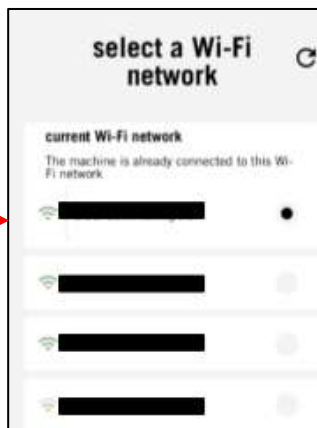 select a Wi-Fi
network
current Wi-Fi network
The machine is already connected to this Wi-
Fi network